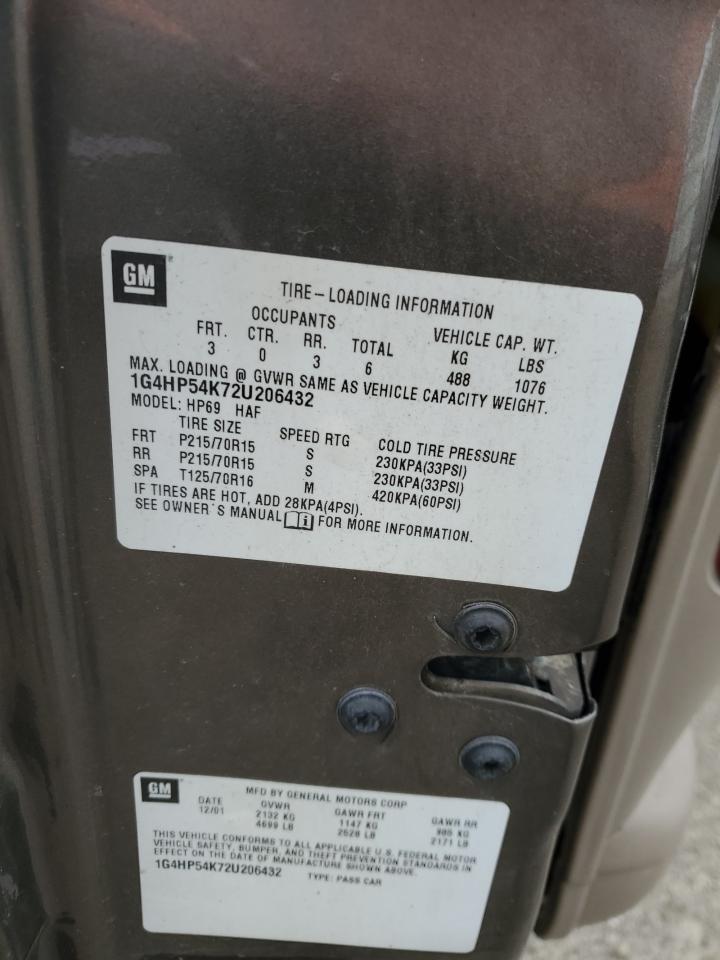 GM
TIRE-LOADING INFORMATION
OCCUPANTS VEHICLE CAP. WT.
FRT. CTR. RR. TOTAL KG LBS
3 0 3 6 488 1076
MAX. LOADING @ GVWR SAME AS VEHICLE CAPACITY WEIGHT.
1G4HP54K72U206432
MODEL: HP69 HAF
TIRE SIZE SPEED RTG COLD TIRE PRESSURE
FRT P215/70R15 S 230KPA(33PSI)
RR P215/70R15 S 230KPA(33PSI)
SPA T125/70R16 M 420KPA(60PSI)
IF TIRES ARE HOT, ADD 28KPA(4PSI).
SEE OWNER'S MANUAL FOR MORE INFORMATION.
GM
MFD BY GENERAL MOTORS CORP
DATE GVWR GAWR FRT GAWR RR
12/01 2132 KG 1147 KG 985 KG
4699 LB 2528 LB 2171 LB
THIS VEHICLE CONFORMS TO ALL APPLICABLE U.S. FEDERAL MOTOR
VEHICLE SAFETY, BUMPER, AND THEFT PREVENTION STANDARDS IN
EFFECT ON THE DATE OF MANUFACTURE SHOWN ABOVE.
1G4HP54K72U206432 TYPE: PASS CAR